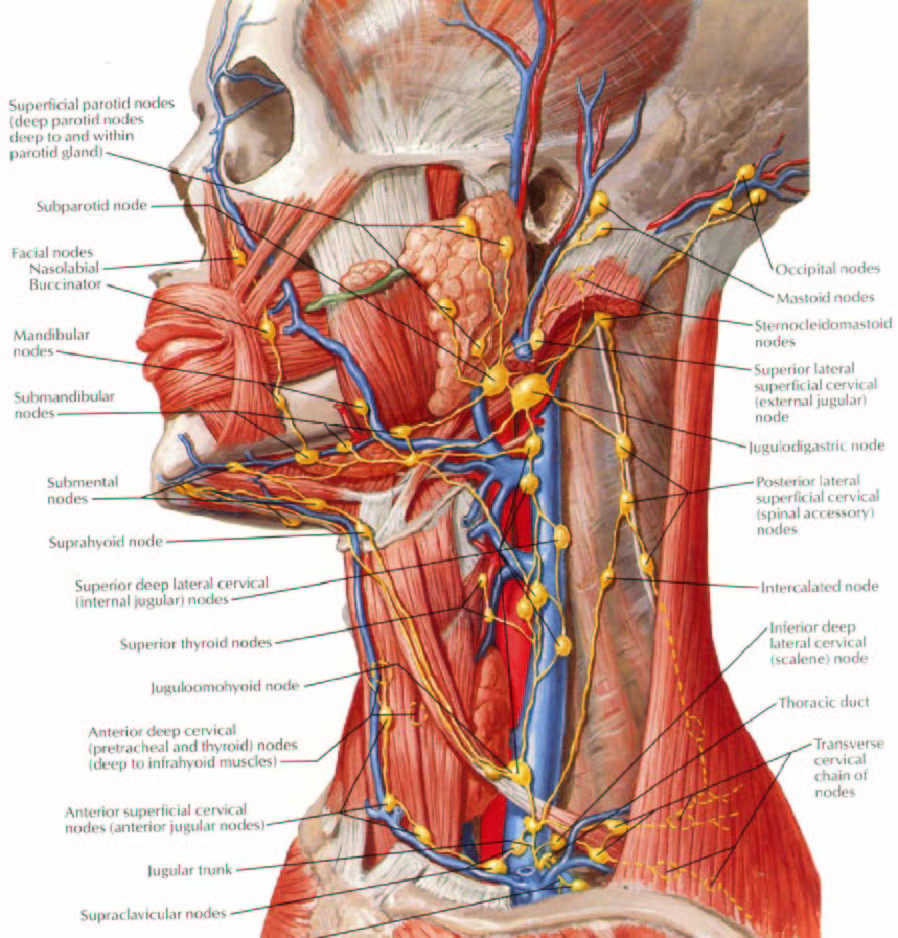 Superficial parotid nodes
(deep parotid nodes
deep to and within
parotid gland)
Subparotid node
Facial nodes
Nasolabial
Buccinator
Mandibular
nodes
Submandibular
nodes
Submental
nodes
Suprahyoid node
Superior deep lateral cervical
(internal jugular) nodes
Superior thyroid nodes
Juguloomohyoid node
Anterior deep cervical
(pretracheal and thyroid) nodes
(deep to infrahyoid muscles)
Anterior superficial cervical
nodes (anterior jugular nodes)
Jugular trunk
Supraclavicular nodes
Occipital nodes
Mastoid nodes
Sternocleidomastoid
nodes
Superior lateral
superficial cervical
(external jugular)
node
Jugulodigastric node
Posterior lateral
superficial cervical
(spinal accessory)
nodes
Intercalated node
Inferior deep
lateral cervical
(scalene) node
Thoracic duct
Transverse
cervical
chain of
nodes